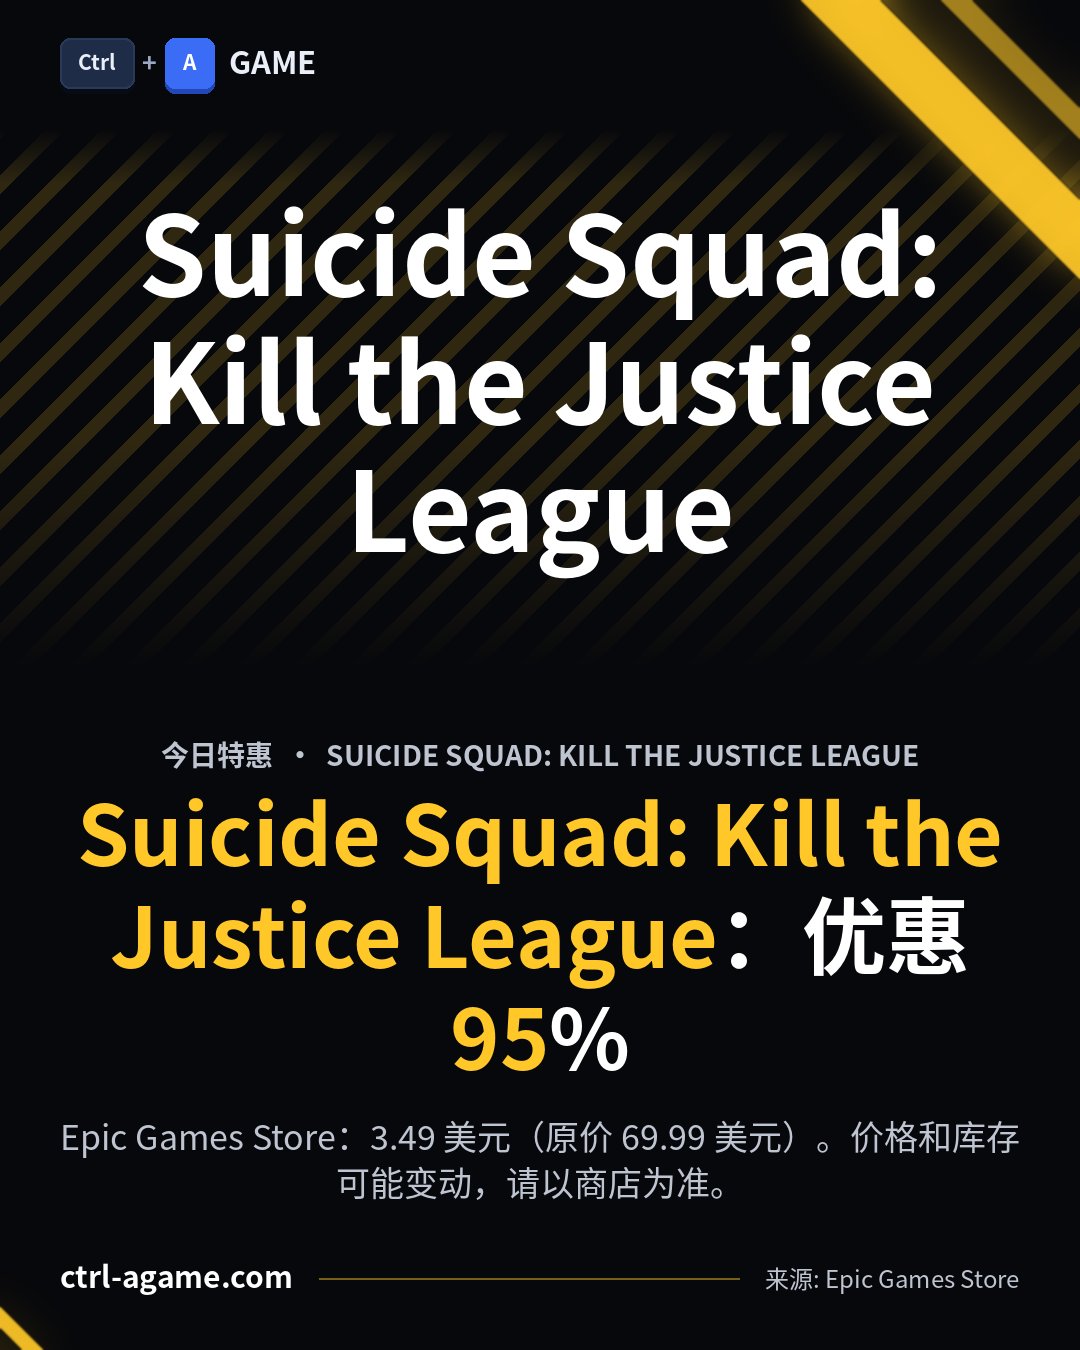 Ctrl + A GAME
Suicide Squad:
Kill the Justice
League
今日特惠 • SUICIDE SQUAD: KILL THE JUSTICE LEAGUE
Suicide Squad: Kill the
Justice League：优惠
95%
Epic Games Store：3.49 美元（原价 69.99 美元）。价格和库存
可能变动，请以商店为准。
ctrl-agame.com
来源: Epic Games Store